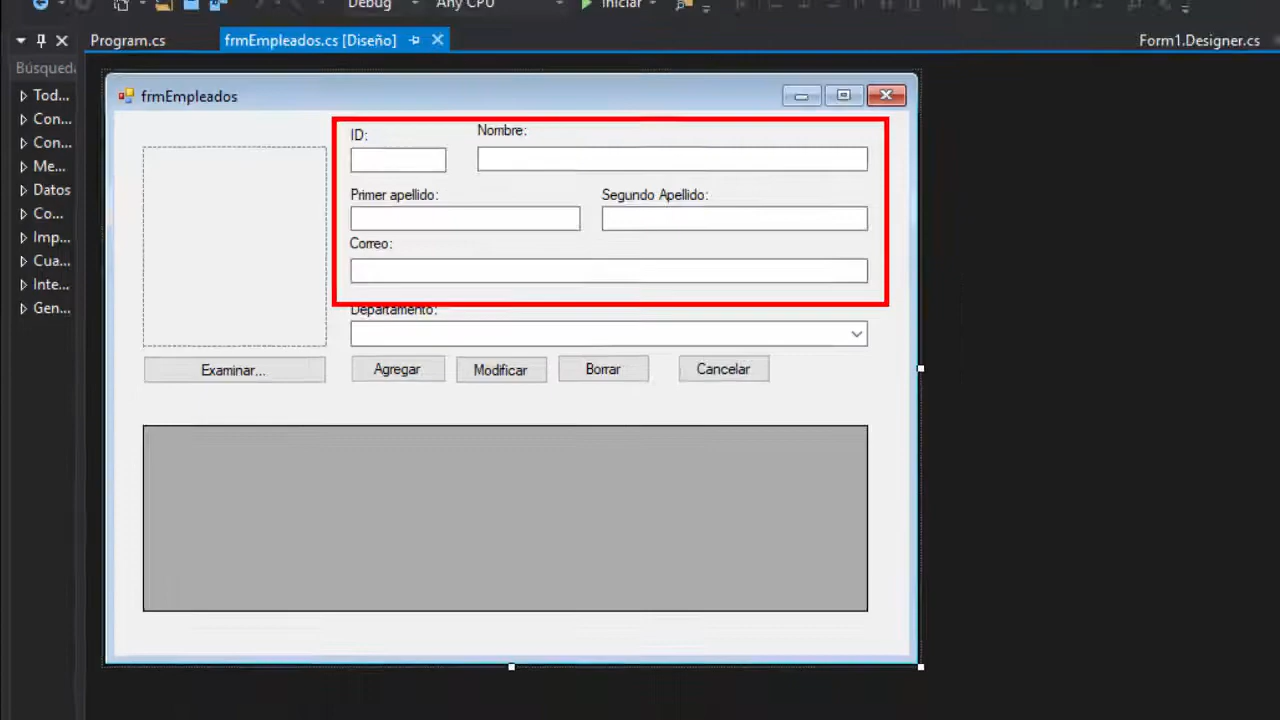 Debug Any CPU Iniciar
Program.cs frmEmpleados.cs [Diseño] Form1.Designer.cs
Búsqueda
Tod...
Con...
Con...
Me...
Datos
Co...
Imp...
Cua...
Inte...
Gen...
frmEmpleados
ID: Nombre:
Primer apellido: Segundo Apellido:
Correo:
Departamento:
Examinar... Agregar Modificar Borrar Cancelar